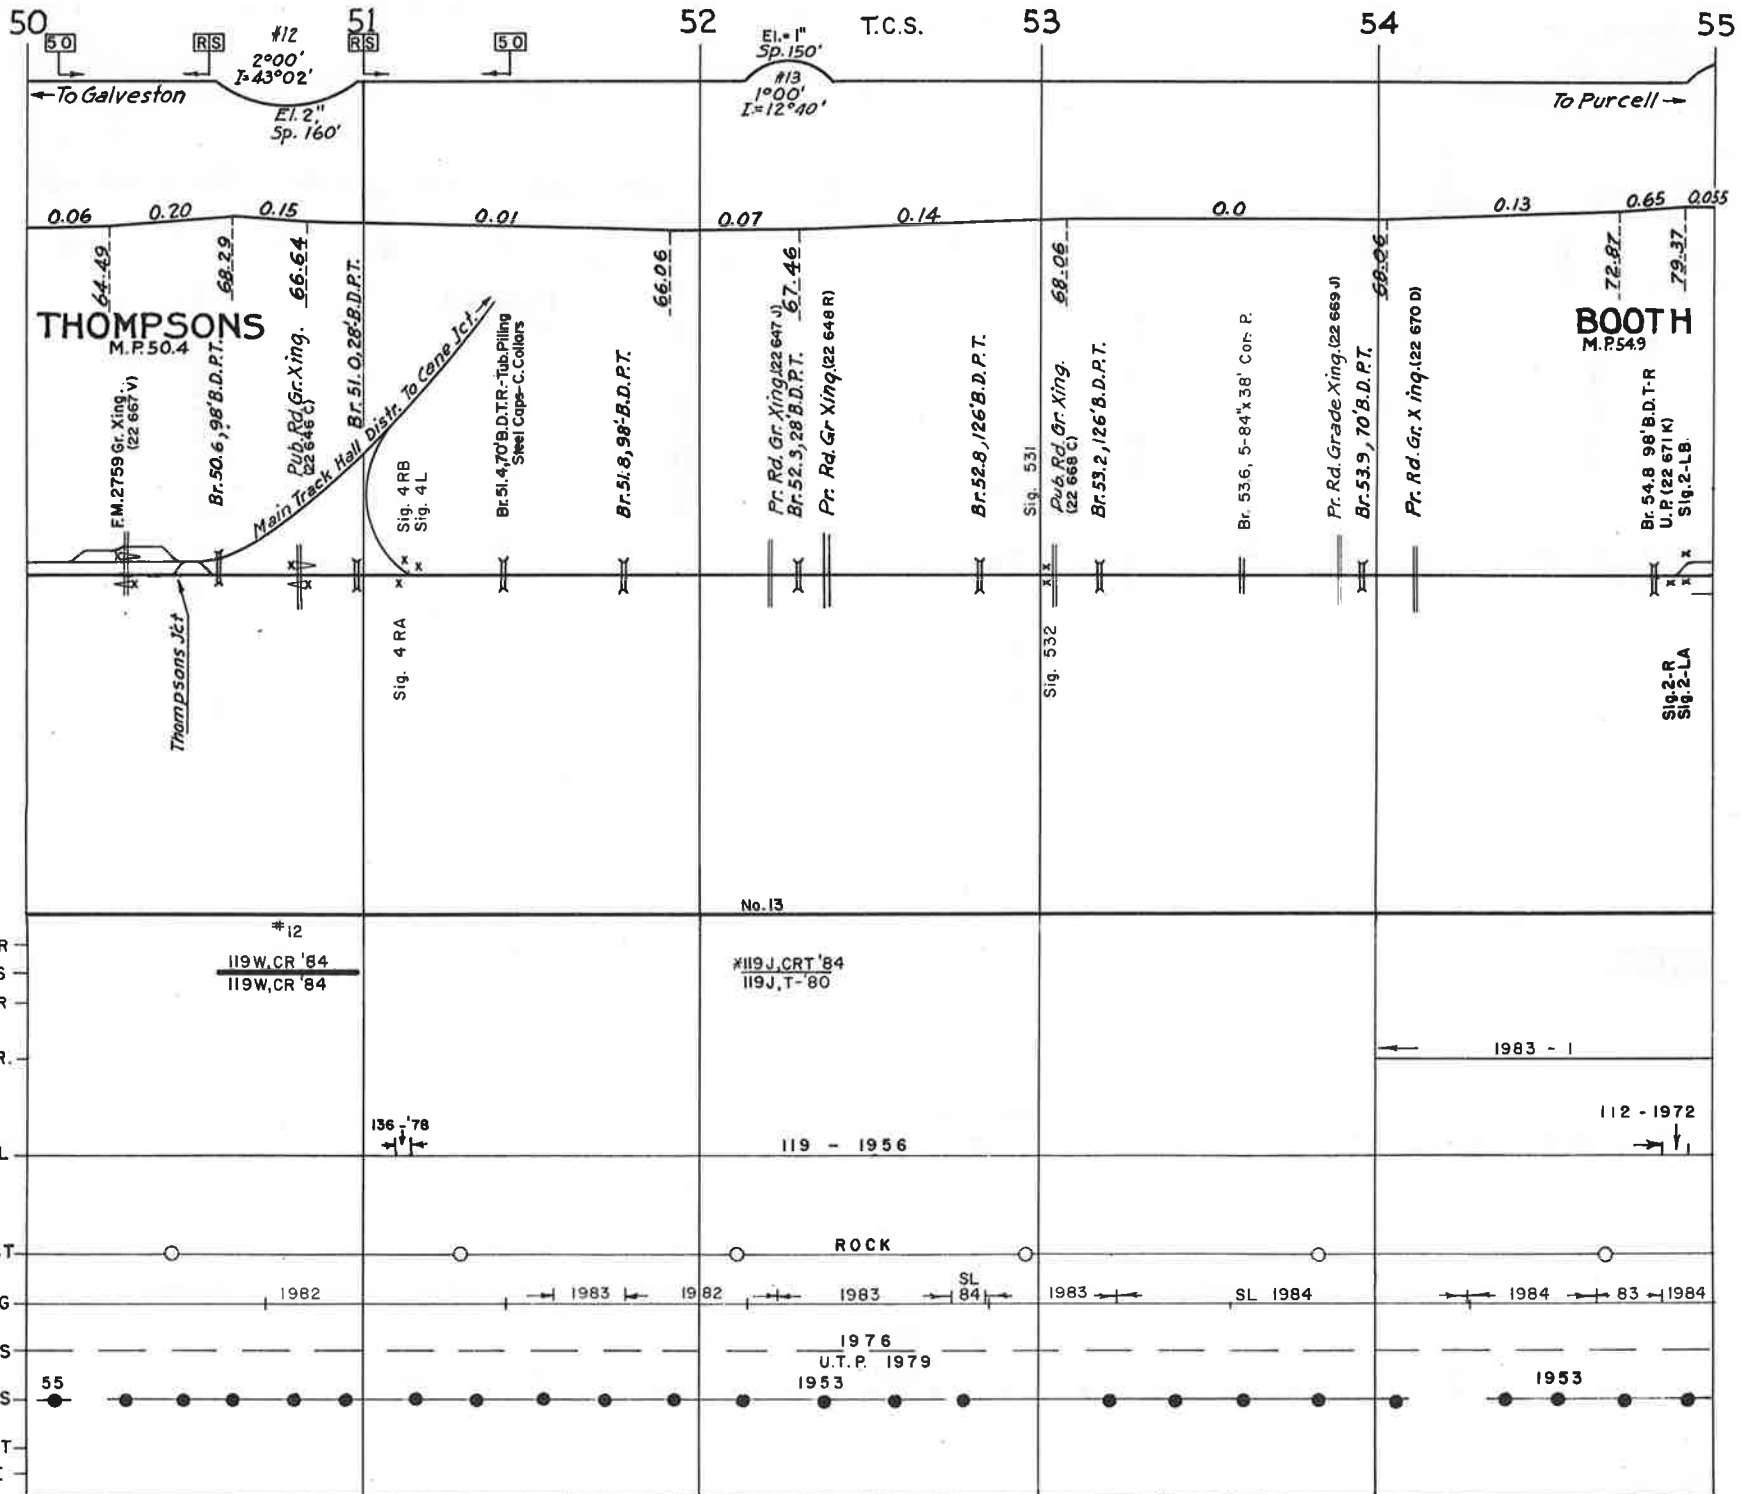 50
51
52
T.C.S.
53
54
55
50
RS
#12
2°00'
I=43°02'
El. 2"
Sp. 160'
RS
50
El.=1"
Sp. 150'
#13
1°00'
I.=12°40'
←To Galveston
To Purcell→
0.06
0.20
0.15
0.01
0.07
0.14
0.0
0.13
0.65
0.055
64.49
68.29
66.64
66.06
67.46
68.06
68.06
72.87
79.37
THOMPSONS
M.P. 50.4
BOOTH
M.P. 54.9
F.M. 2759 Gr. Xing.
(22 667 V)
Br. 50.6, 98' B.D.P.T.
Pub. Rd. Gr. Xing.
(22 646 C)
Br. 51.0, 28' B.D.P.T.
Main Track Hall Distr. To Cane Jct.
Sig. 4 RB
Sig. 4 L
Sig. 4 RA
Br. 51.4, 70' B.D.T.R.-Tub. Piling
Steel Caps-C. Collars
Br. 51.8, 98' B.D.P.T.
Pr. Rd. Gr. Xing. (22 647 J)
Br. 52.3, 28' B.D.P.T.
Pr. Rd. Gr Xing. (22 648 R)
Br. 52.8, 126' B.D.P.T.
Sig. 531
Sig. 532
Pub. Rd. Gr. Xing.
(22 668 C)
Br. 53.2, 126' B.D.P.T.
Br. 53.6, 5-84"x38' Con. P.
Pr. Rd. Grade Xing. (22 669 J)
Br. 53.9, 70' B.D.P.T.
Pr. Rd. Gr. Xing. (22 670 D)
Br. 54.8 98' B.D.T-R
U.P. (22 671 K)
Sig. 2-LB
Sig. 2-R
Sig. 2-LA
Thompsons Jct
No. 13
#12
R
S
R
119W, CR '84
119W, CR '84
*119J, CRT '84
119J, T-'80
R.
1983 - 1
L
136-'78
119 - 1956
112 - 1972
T
ROCK
G
1982
1983
1982
1983
SL
84
1983
SL 1984
1984
83
1984
S
1976
U.T.P. 1979
S
55
1953
1953
T